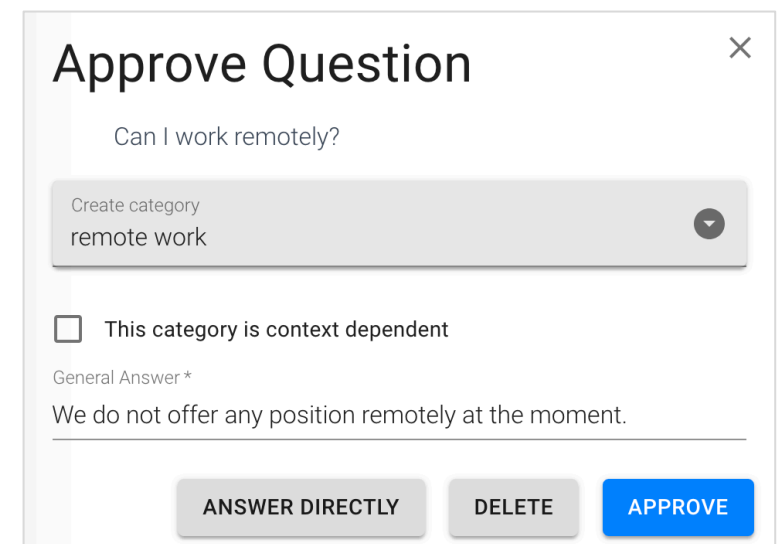 Approve Question
Can I work remotely?
Create category
remote work
This category is context dependent
General Answer *
We do not offer any position remotely at the moment.
ANSWER DIRECTLY DELETE APPROVE